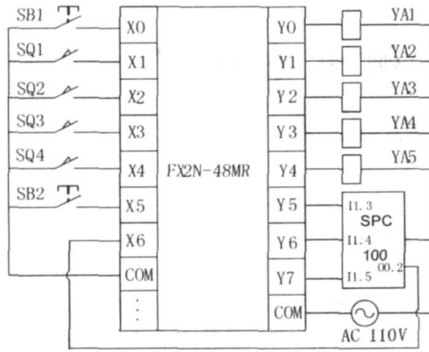 SB1 X0 Y0 YA1
SQ1 X1 Y1 YA2
SQ2 X2 Y2 YA3
SQ3 X3 Y3 YA4
SQ4 X4 FX2N-48MR Y4 YA5
SB2 X5 Y5 I1.3
SPC
X6 Y6 I1.4
100
OO.2
COM Y7 I1.5
⋮ COM
AC 110V